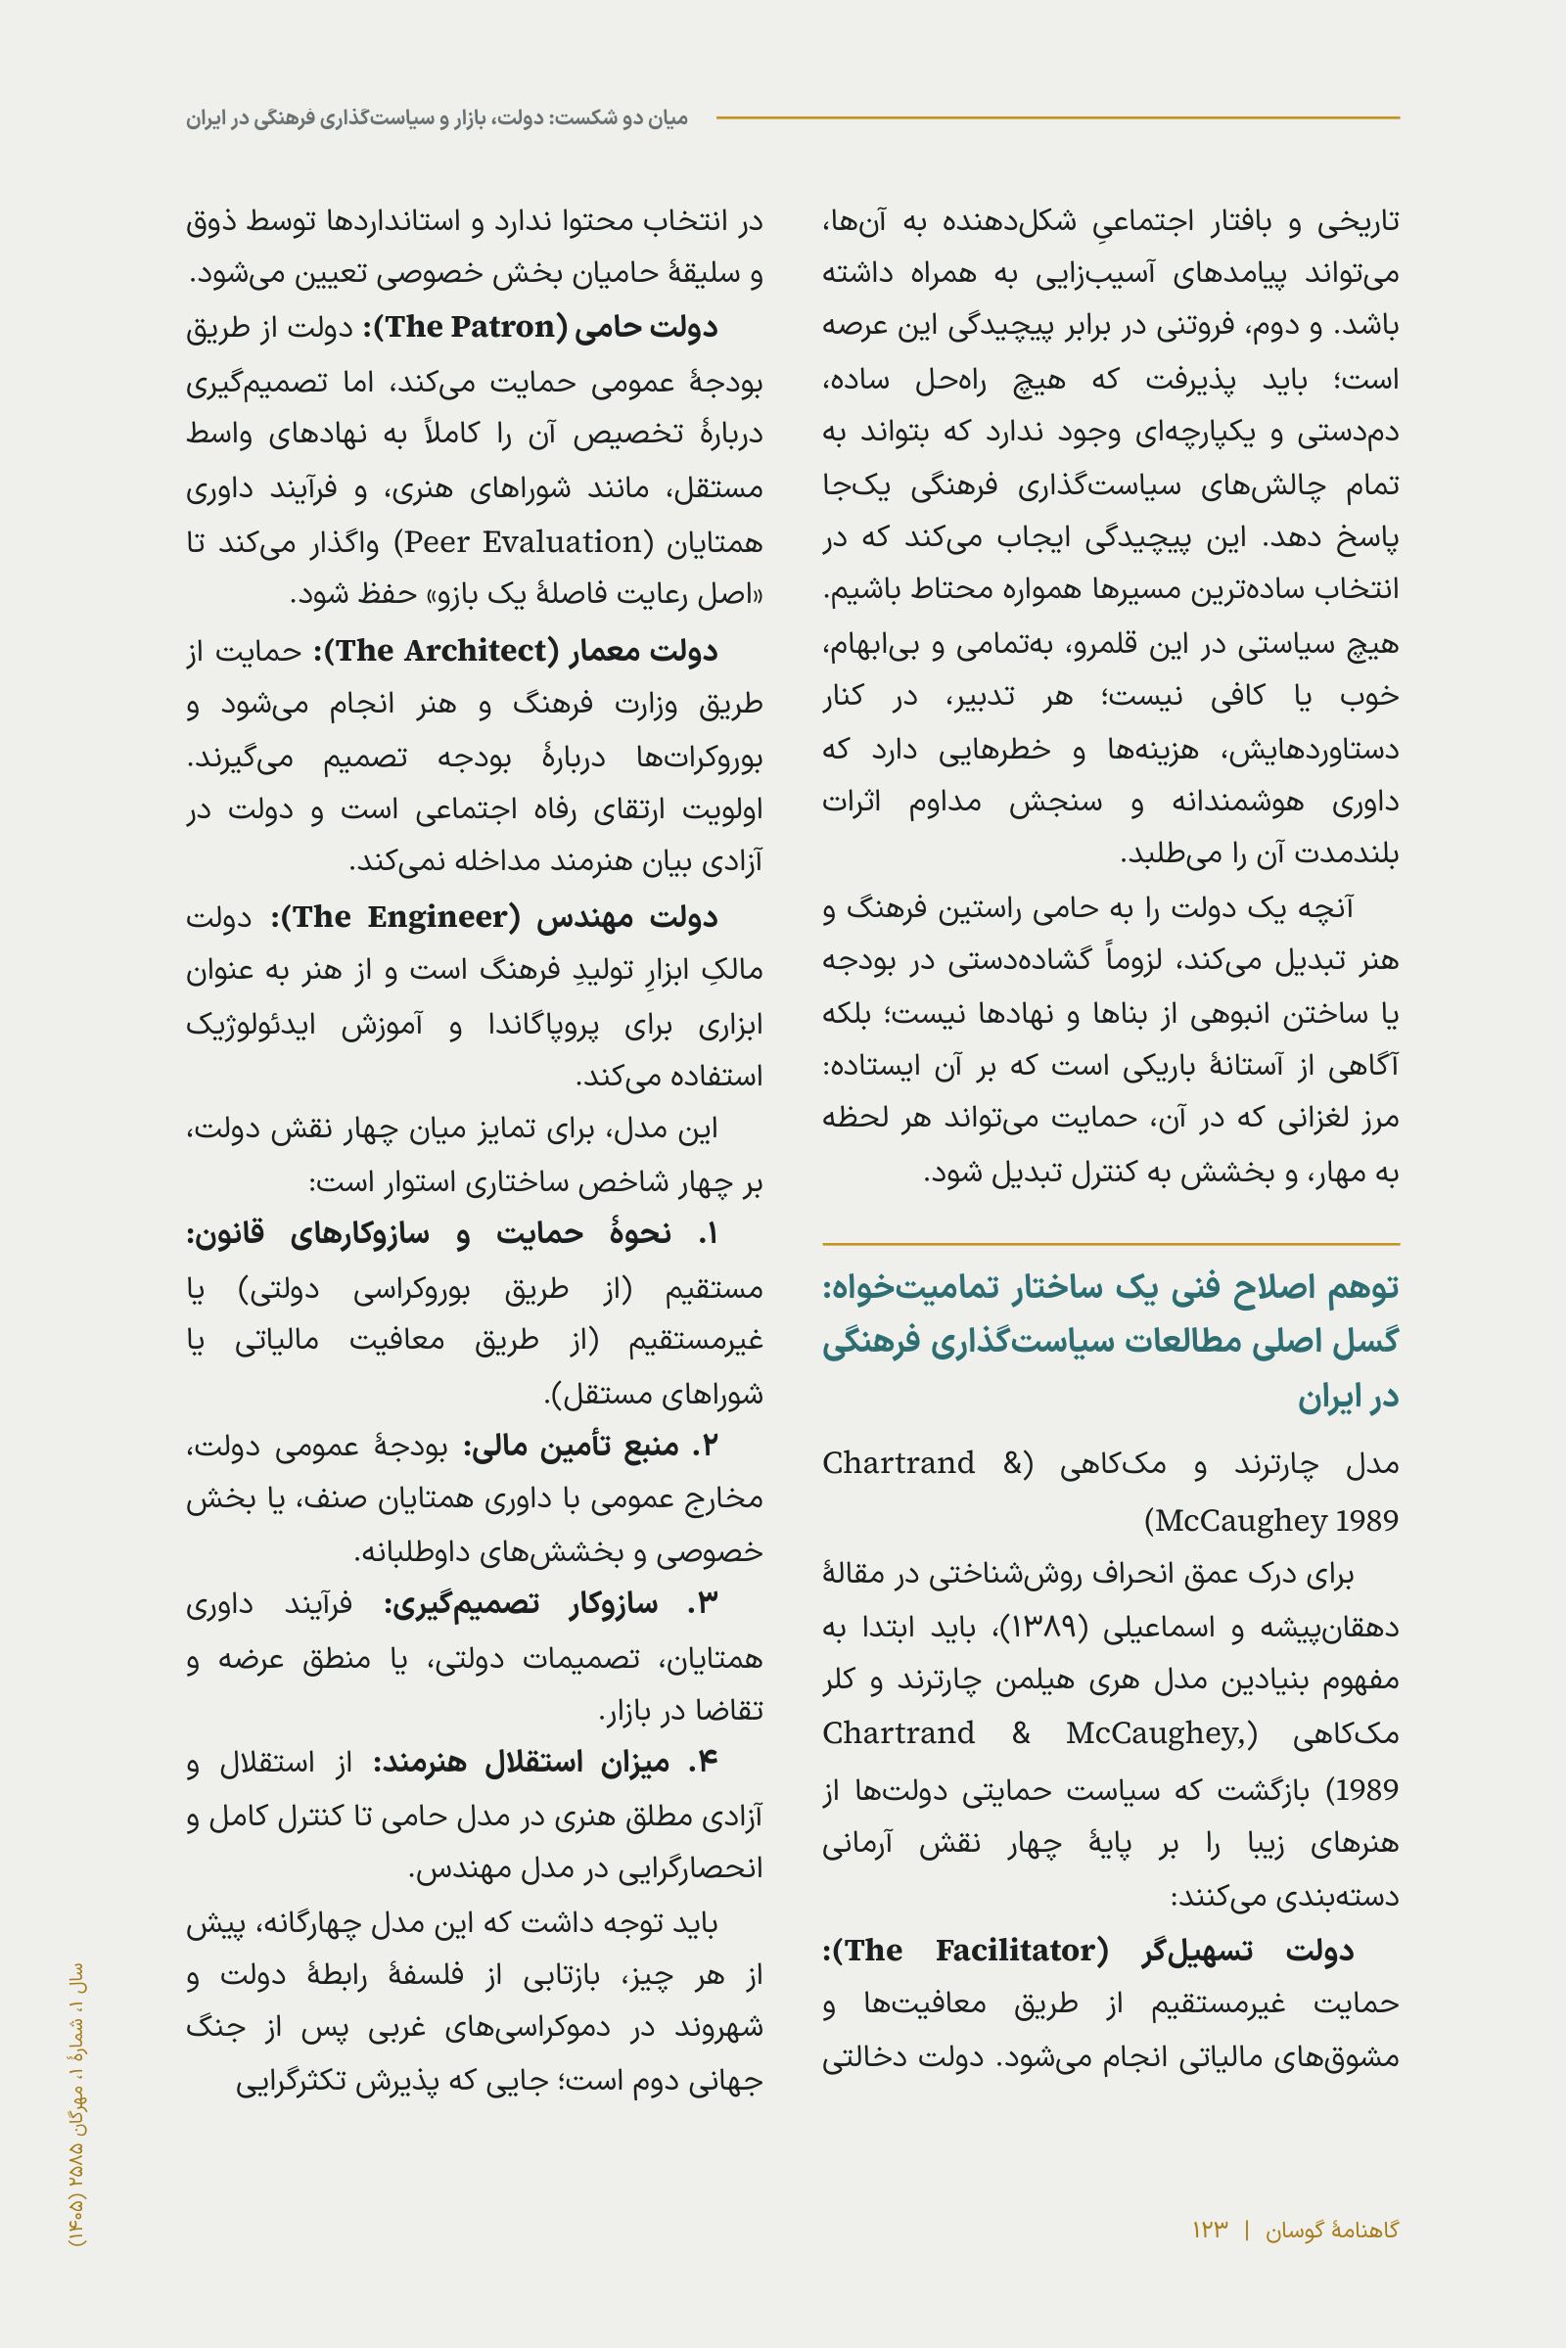 میان دو شکست: دولت، بازار و سیاست‌گذاری فرهنگی در ایران
تاریخی و بافتار اجتماعیِ شکل‌دهنده به آن‌ها،
می‌تواند پیامدهای آسیب‌زایی به همراه داشته
باشد. و دوم، فروتنی در برابر پیچیدگی این عرصه
است؛ باید پذیرفت که هیچ راه‌حل ساده،
دم‌دستی و یکپارچه‌ای وجود ندارد که بتواند به
تمام چالش‌های سیاست‌گذاری فرهنگی یک‌جا
پاسخ دهد. این پیچیدگی ایجاب می‌کند که در
انتخاب ساده‌ترین مسیرها همواره محتاط باشیم.
هیچ سیاستی در این قلمرو، به‌تمامی و بی‌ابهام،
خوب یا کافی نیست؛ هر تدبیر، در کنار
دستاوردهایش، هزینه‌ها و خطرهایی دارد که
داوری هوشمندانه و سنجش مداوم اثرات
بلندمدت آن را می‌طلبد.
آنچه یک دولت را به حامی راستین فرهنگ و
هنر تبدیل می‌کند، لزوماً گشاده‌دستی در بودجه
یا ساختن انبوهی از بناها و نهادها نیست؛ بلکه
آگاهی از آستانهٔ باریکی است که بر آن ایستاده:
مرز لغزانی که در آن، حمایت می‌تواند هر لحظه
به مهار، و بخشش به کنترل تبدیل شود.
توهم اصلاح فنی یک ساختار تمامیت‌خواه:
گسل اصلی مطالعات سیاست‌گذاری فرهنگی
در ایران
مدل چارترند و مک‌کاهی (Chartrand &
McCaughey 1989)
برای درک عمق انحراف روش‌شناختی در مقالهٔ
دهقان‌پیشه و اسماعیلی (۱۳۸۹)، باید ابتدا به
مفهوم بنیادین مدل هری هیلمن چارترند و کلر
مک‌کاهی (Chartrand & McCaughey,
1989) بازگشت که سیاست حمایتی دولت‌ها از
هنرهای زیبا را بر پایهٔ چهار نقش آرمانی
دسته‌بندی می‌کنند:
دولت تسهیل‌گر (The Facilitator):
حمایت غیرمستقیم از طریق معافیت‌ها و
مشوق‌های مالیاتی انجام می‌شود. دولت دخالتی
در انتخاب محتوا ندارد و استانداردها توسط ذوق
و سلیقهٔ حامیان بخش خصوصی تعیین می‌شود.
دولت حامی (The Patron): دولت از طریق
بودجهٔ عمومی حمایت می‌کند، اما تصمیم‌گیری
دربارهٔ تخصیص آن را کاملاً به نهادهای واسط
مستقل، مانند شوراهای هنری، و فرآیند داوری
همتایان (Peer Evaluation) واگذار می‌کند تا
«اصل رعایت فاصلهٔ یک بازو» حفظ شود.
دولت معمار (The Architect): حمایت از
طریق وزارت فرهنگ و هنر انجام می‌شود و
بوروکرات‌ها دربارهٔ بودجه تصمیم می‌گیرند.
اولویت ارتقای رفاه اجتماعی است و دولت در
آزادی بیان هنرمند مداخله نمی‌کند.
دولت مهندس (The Engineer): دولت
مالکِ ابزارِ تولیدِ فرهنگ است و از هنر به عنوان
ابزاری برای پروپاگاندا و آموزش ایدئولوژیک
استفاده می‌کند.
این مدل، برای تمایز میان چهار نقش دولت،
بر چهار شاخص ساختاری استوار است:
۱. نحوهٔ حمایت و سازوکارهای قانون:
مستقیم (از طریق بوروکراسی دولتی) یا
غیرمستقیم (از طریق معافیت مالیاتی یا
شوراهای مستقل).
۲. منبع تأمین مالی: بودجهٔ عمومی دولت،
مخارج عمومی با داوری همتایان صنف، یا بخش
خصوصی و بخشش‌های داوطلبانه.
۳. سازوکار تصمیم‌گیری: فرآیند داوری
همتایان، تصمیمات دولتی، یا منطق عرضه و
تقاضا در بازار.
۴. میزان استقلال هنرمند: از استقلال و
آزادی مطلق هنری در مدل حامی تا کنترل کامل و
انحصارگرایی در مدل مهندس.
باید توجه داشت که این مدل چهارگانه، پیش
از هر چیز، بازتابی از فلسفهٔ رابطهٔ دولت و
شهروند در دموکراسی‌های غربی پس از جنگ
جهانی دوم است؛ جایی که پذیرش تکثرگرایی
سال ۱، شمارهٔ ۱، مهرگان ۲۵۸۵ (۱۴۰۵)
گاهنامهٔ گوسان | ۱۲۳